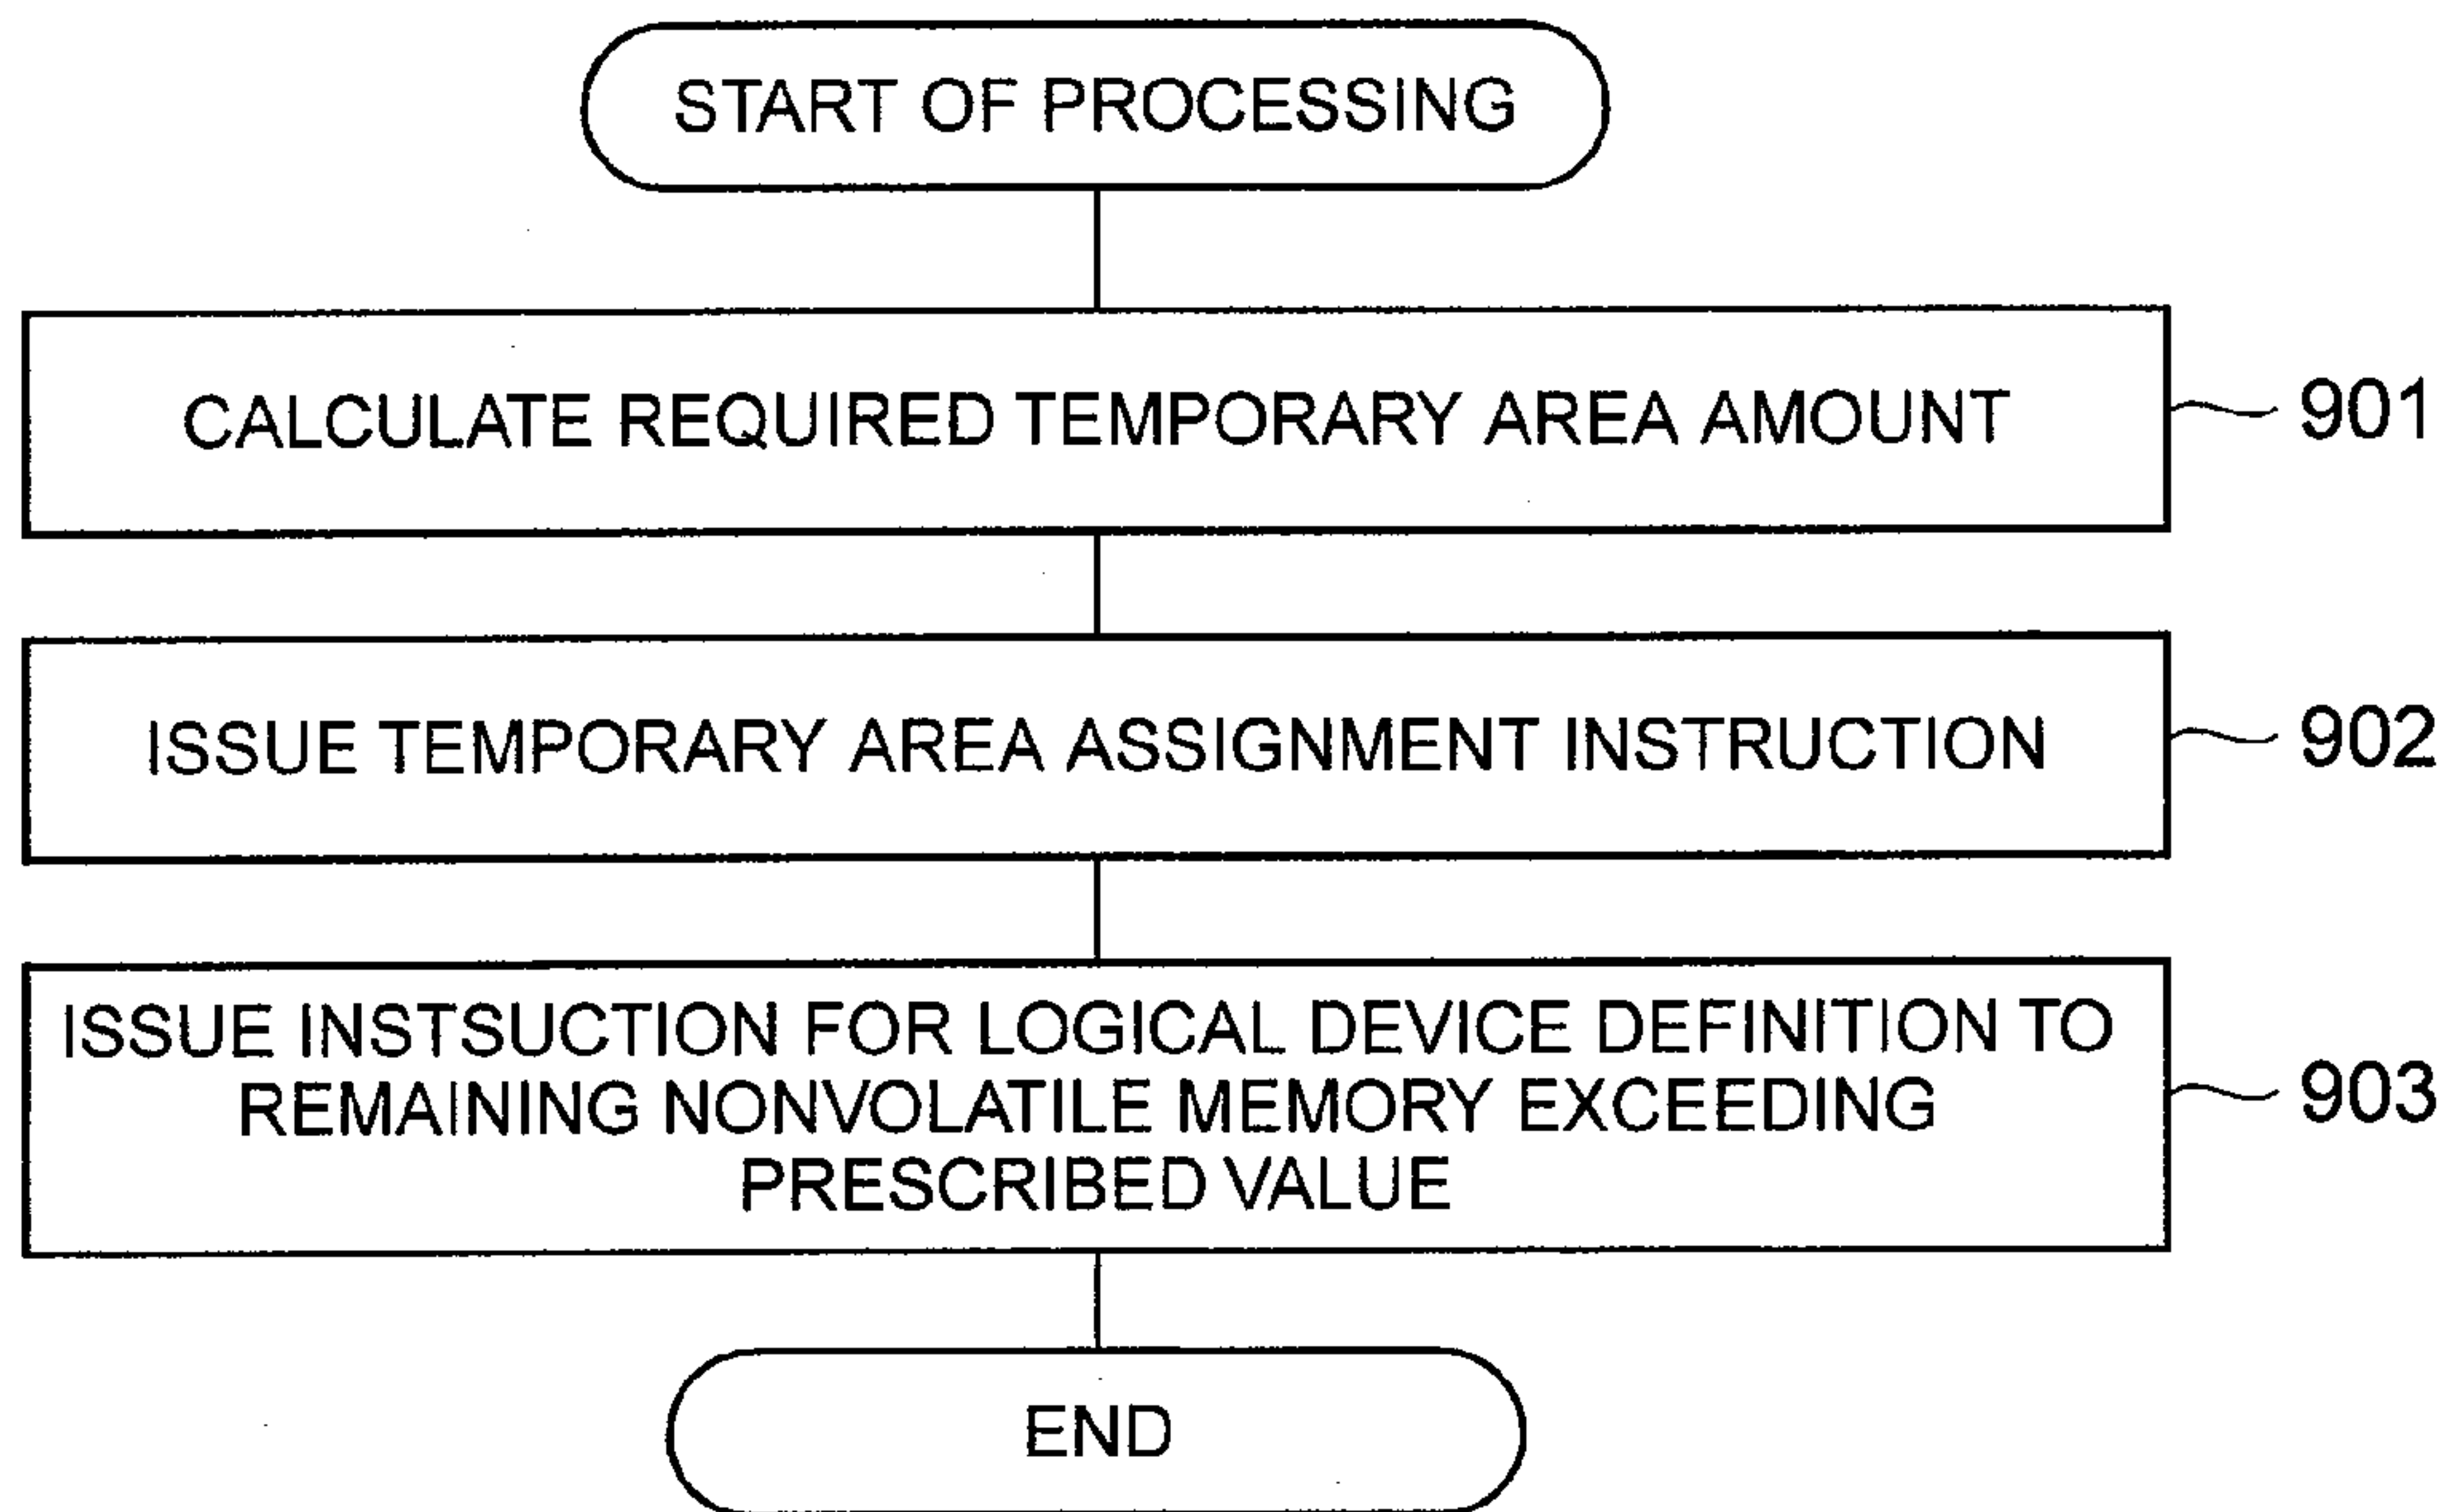 START OF PROCESSING
CALCULATE REQUIRED TEMPORARY AREA AMOUNT
901
ISSUE TEMPORARY AREA ASSIGNMENT INSTRUCTION
902
ISSUE INSTSUCTION FOR LOGICAL DEVICE DEFINITION TO
REMAINING NONVOLATILE MEMORY EXCEEDING
PRESCRIBED VALUE
903
END